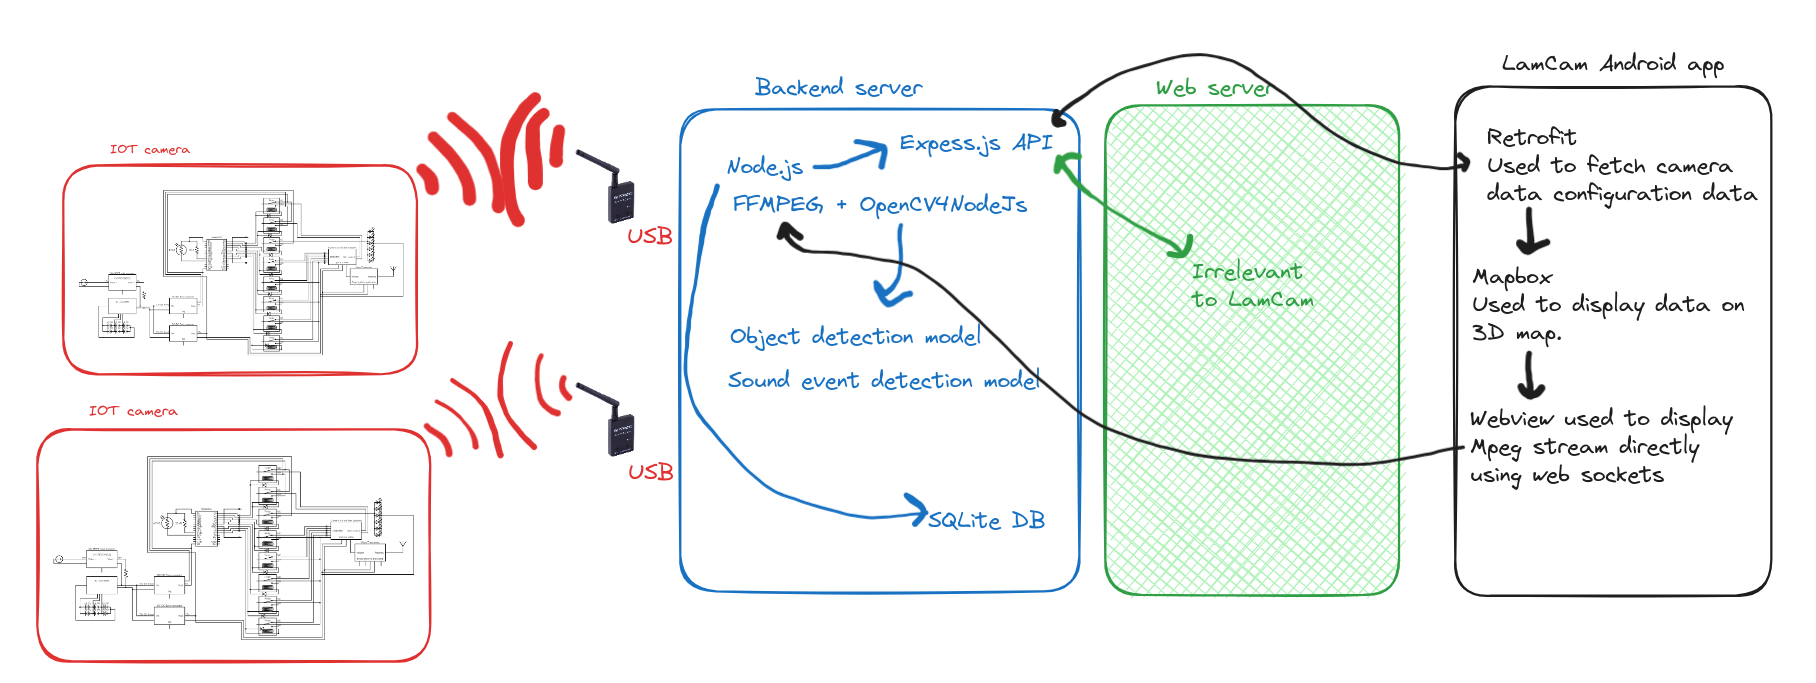 IOT camera
USB
IOT camera
USB
Backend server
Expess.js API
Node.js
FFMPEG + OpenCV4NodeJs
Object detection model
Sound event detection model
SQLite DB
Web server
Irrelevant
to LamCam
LamCam Android app
Retrofit
Used to fetch camera
data configuration data
Mapbox
Used to display data on
3D map.
Webview used to display
Mpeg stream directly
using web sockets